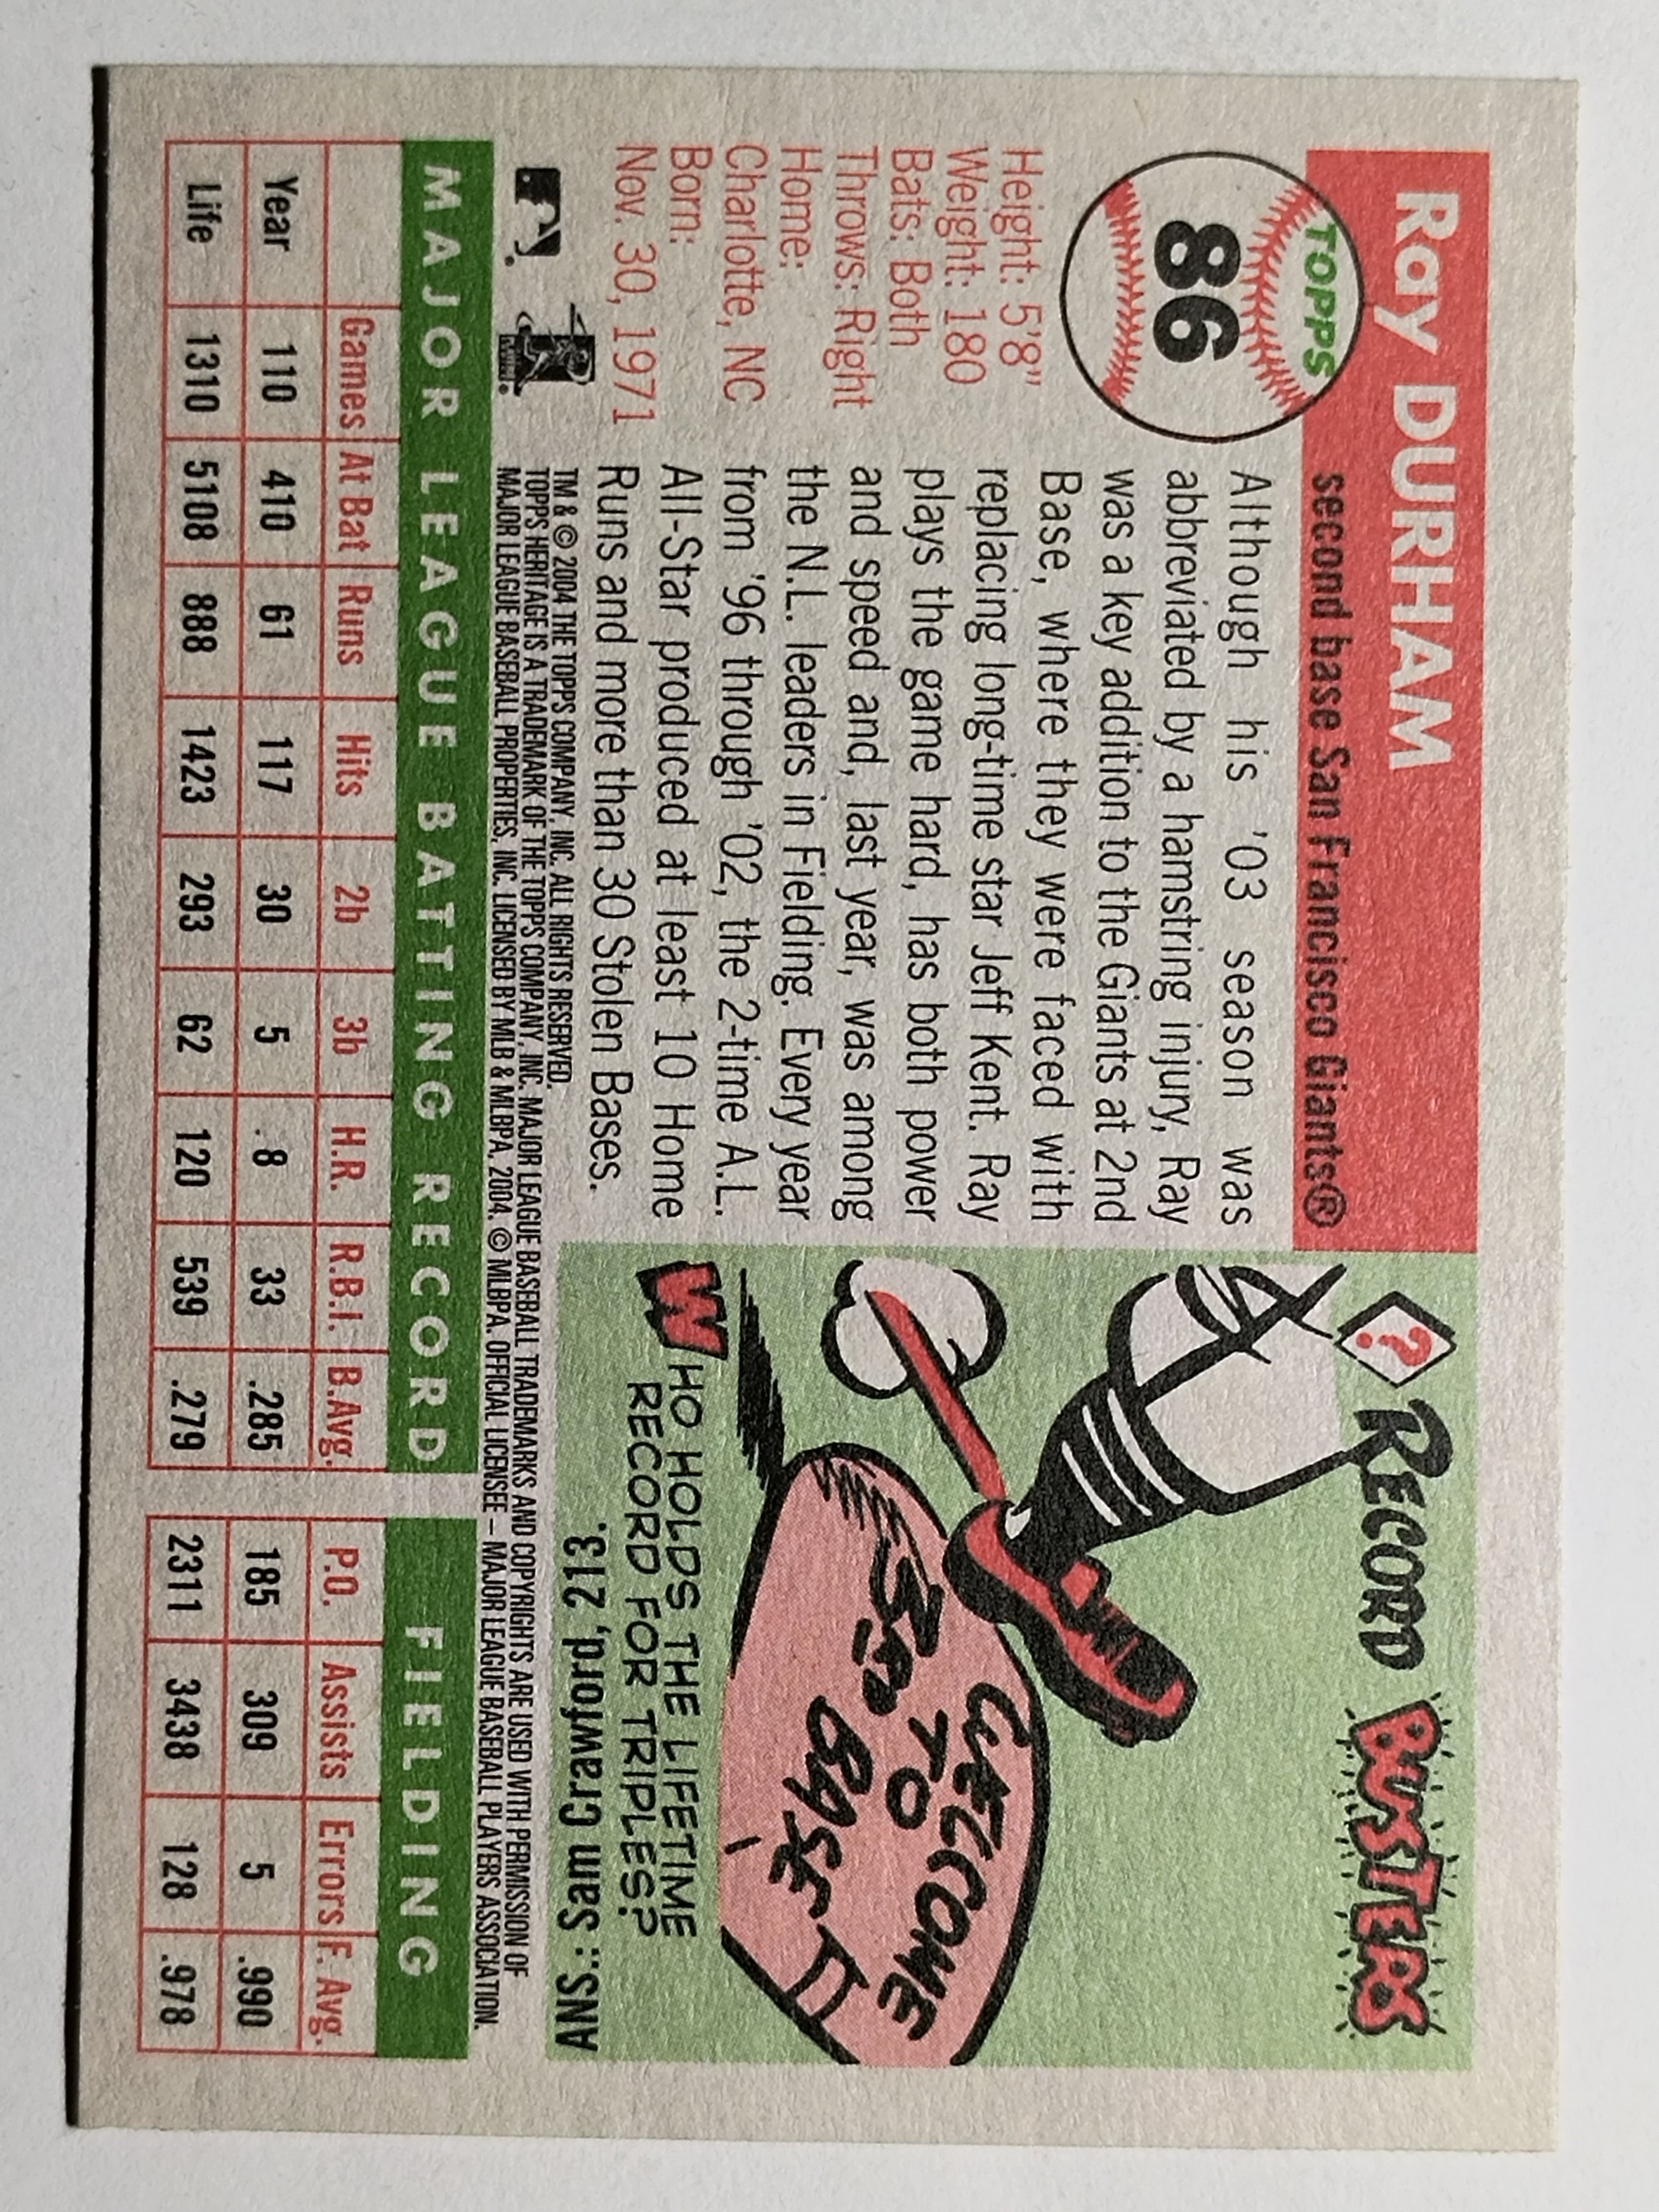 Ray DURHAM
second base San Francisco Giants®
TOPPS
86
Height: 5'8"
Weight: 180
Bats: Both
Throws: Right
Home:
Charlotte, NC
Born:
Nov. 30, 1971
Although his '03 season was
abbreviated by a hamstring injury, Ray
was a key addition to the Giants at 2nd
Base, where they were faced with
replacing long-time star Jeff Kent. Ray
plays the game hard, has both power
and speed and, last year, was among
the N.L. leaders in Fielding. Every year
from '96 through '02, the 2-time A.L.
All-Star produced at least 10 Home
Runs and more than 30 Stolen Bases.
TM & © 2004 THE TOPPS COMPANY, INC. ALL RIGHTS RESERVED.
TOPPS HERITAGE IS A TRADEMARK OF THE TOPPS COMPANY, INC. MAJOR LEAGUE BASEBALL TRADEMARKS AND COPYRIGHTS ARE USED WITH PERMISSION OF
MAJOR LEAGUE BASEBALL PROPERTIES, INC. LICENSED BY MLB & MLBPA, 2004. © MLBPA. OFFICIAL LICENSEE – MAJOR LEAGUE BASEBALL PLAYERS ASSOCIATION.
? RECORD BUSTERS
WELCOME
TO
3RD
BASE
WHO HOLDS THE LIFETIME
RECORD FOR TRIPLES?
ANS.: Sam Crawford, 213.
MAJOR LEAGUE BATTING RECORD FIELDING
Games At Bat Runs Hits 2b 3b H.R. R.B.I. B.Avg. P.O. Assists Errors F. Avg.
Year 110 410 61 117 30 5 .8 33 .285 185 309 5 .990
Life 1310 5108 888 1423 293 62 120 539 .279 2311 3438 128 .978